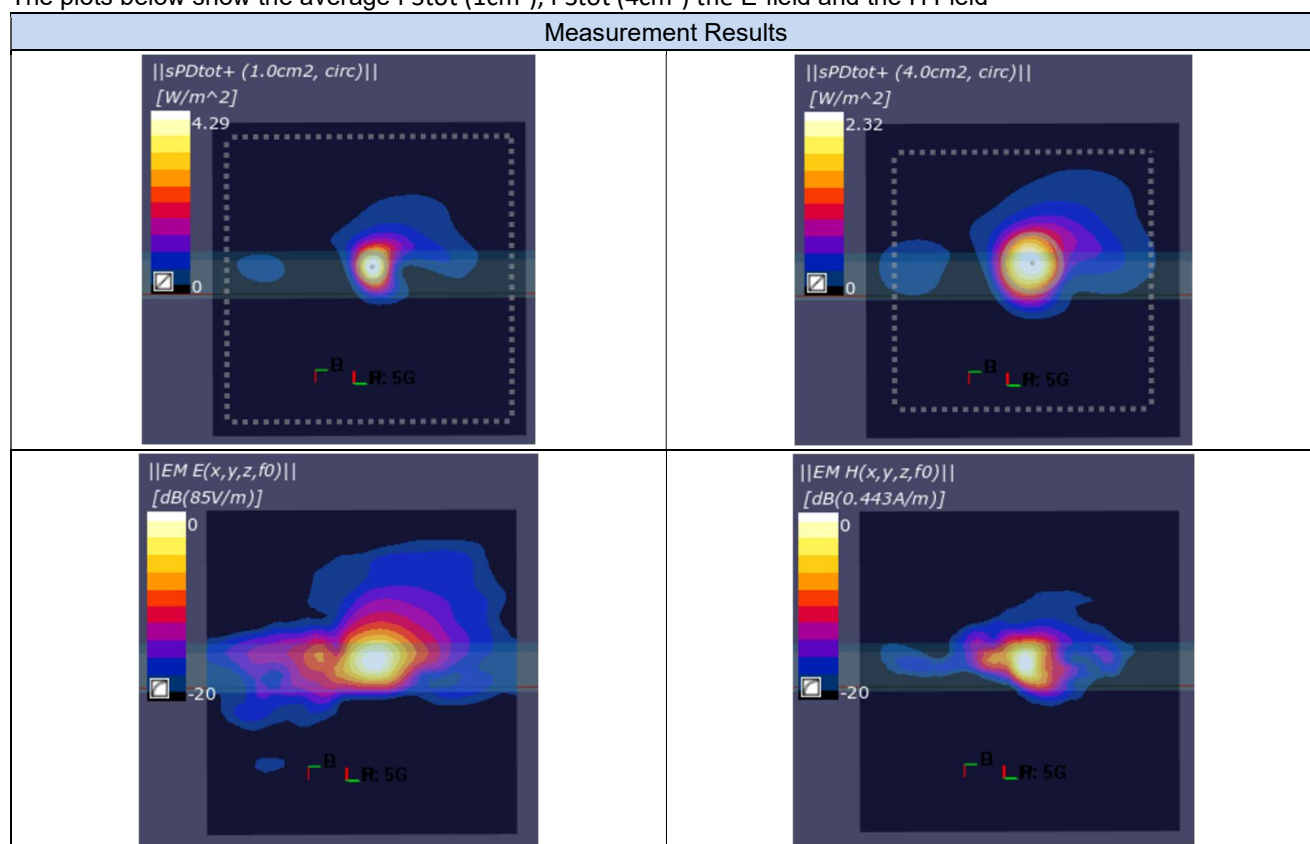 The plots below show the average PStot (1cm²), PStot (4cm²) the E-field and the H-Field
Measurement Results
||sPDtot+ (1.0cm2, circ)||
[W/m^2]
4.29
0
B
R: 5G
||sPDtot+ (4.0cm2, circ)||
[W/m^2]
2.32
0
B
R: 5G
||EM E(x,y,z,f0)||
[dB(85V/m)]
0
-20
B
R: 5G
||EM H(x,y,z,f0)||
[dB(0.443A/m)]
0
-20
B
R: 5G